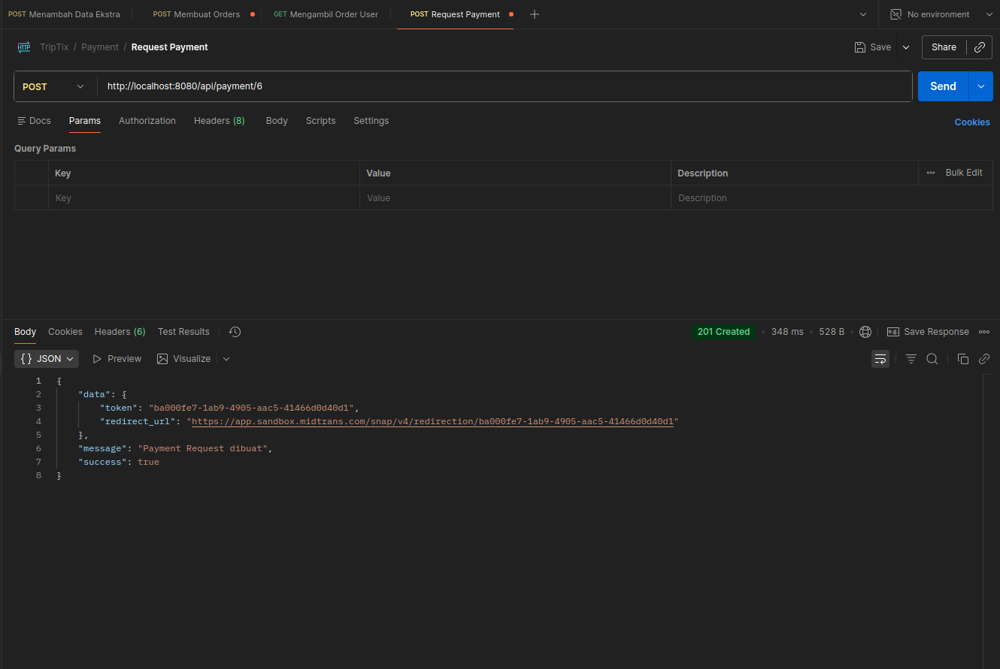 POST Menambah Data Ekstra POST Membuat Orders GET Mengambil Order User POST Request Payment No environment
HTTP TripTix / Payment / Request Payment Save Share
POST http://localhost:8080/api/payment/6 Send
Docs Params Authorization Headers (8) Body Scripts Settings Cookies
Query Params
Key Value Description Bulk Edit
Key Value Description
Body Cookies Headers (6) Test Results 201 Created 348 ms 528 B e.g. Save Response
{} JSON Preview Visualize
1 {
2 "data": {
3 "token": "ba000fe7-1ab9-4905-aac5-41466d0d40d1",
4 "redirect_url": "https://app.sandbox.midtrans.com/snap/v4/redirection/ba000fe7-1ab9-4905-aac5-41466d0d40d1"
5 },
6 "message": "Payment Request dibuat",
7 "success": true
8 }